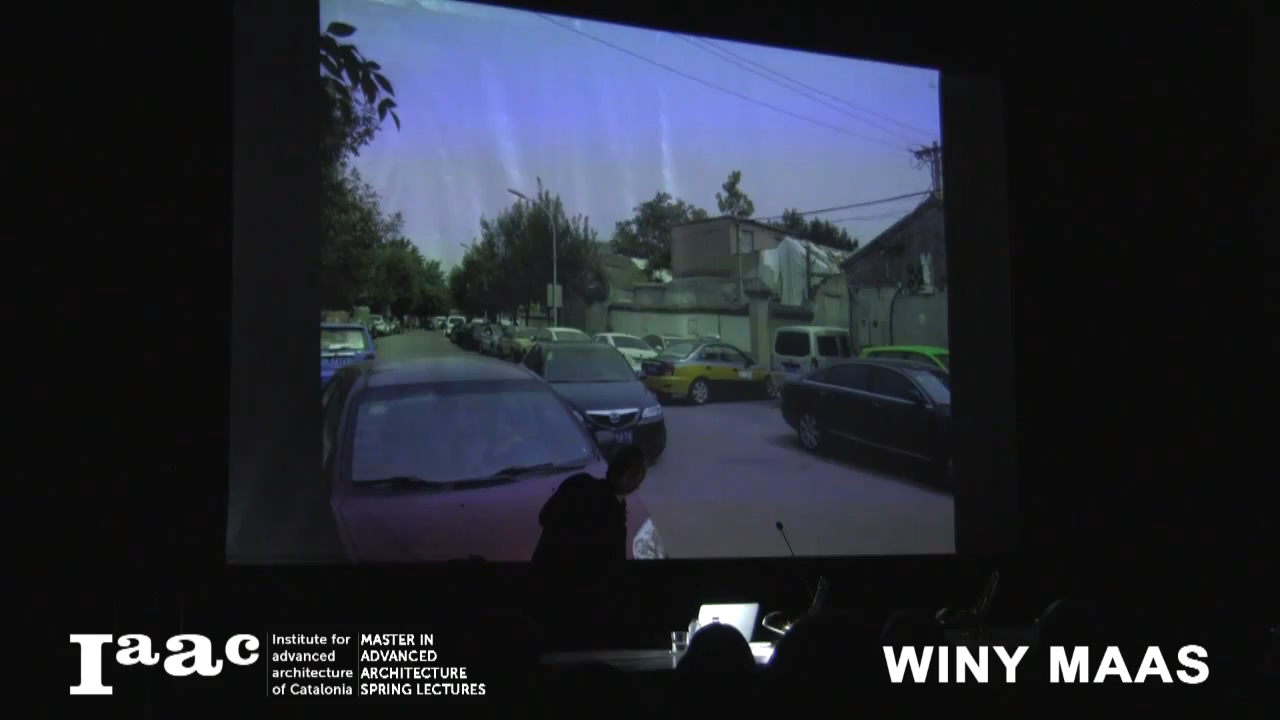 Iaac
Institute for
advanced
architecture
of Catalonia
MASTER IN
ADVANCED
ARCHITECTURE
SPRING LECTURES
WINY MAAS